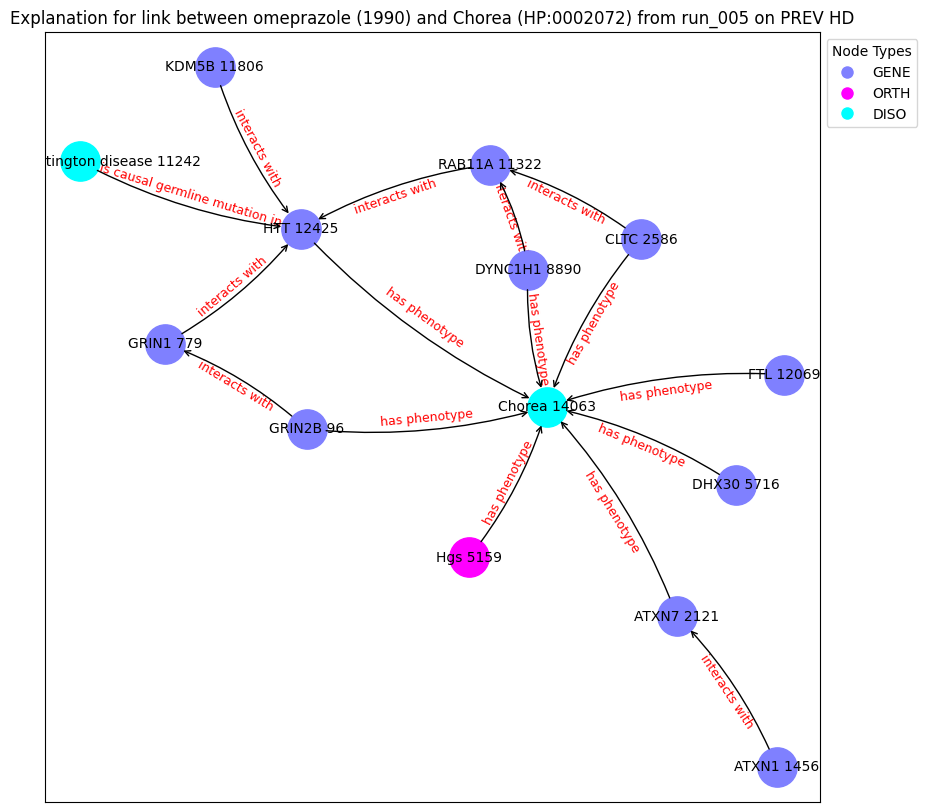 Explanation for link between omeprazole (1990) and Chorea (HP:0002072) from run_005 on PREV HD
Node Types
GENE
ORTH
DISO
KDM5B 11806
interacts with
tington disease 11242
is causal germline mutation in
HTT 12425
RAB11A 11322
interacts with
interacts with
CLTC 2586
teracts wit
DYNC1H1 8890
has phenotype
has phenotype
has phenotype
interacts with
GRIN1 779
interacts with
GRIN2B 96
has phenotype
Chorea 14063
FTL 12069
has phenotype
has phenotype
DHX30 5716
has phenotype
Hgs 5159
has phenotype
ATXN7 2121
interacts with
ATXN1 1456